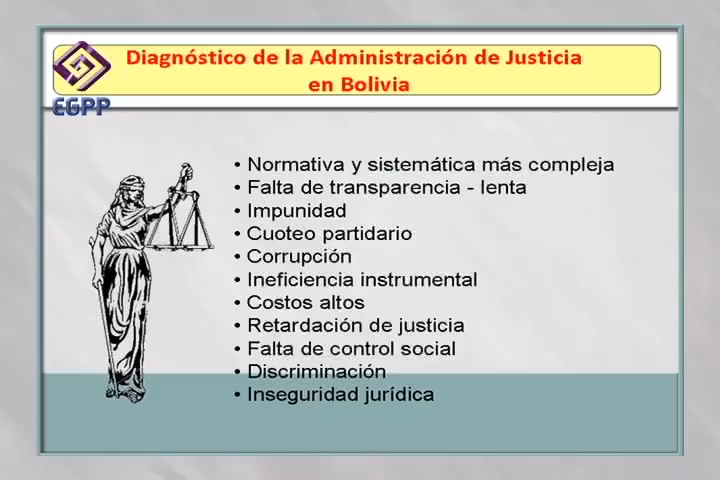 Diagnóstico de la Administración de Justicia
en Bolivia
EGPP
• Normativa y sistemática más compleja
• Falta de transparencia - lenta
• Impunidad
• Cuoteo partidario
• Corrupción
• Ineficiencia instrumental
• Costos altos
• Retardación de justicia
• Falta de control social
• Discriminación
• Inseguridad jurídica